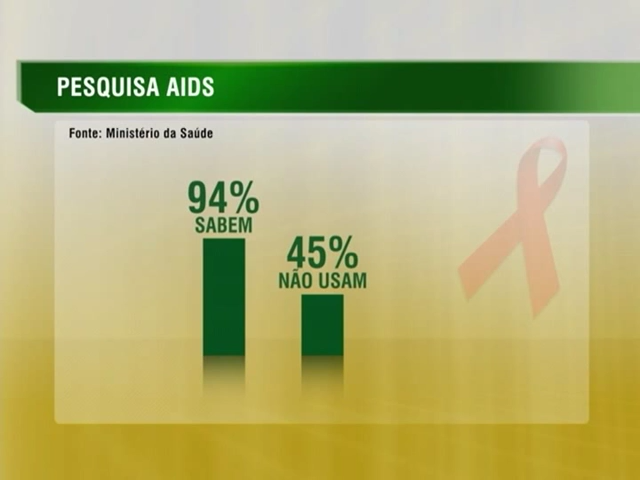 PESQUISA AIDS
Fonte: Ministério da Saúde
94%
SABEM
45%
NÃO USAM